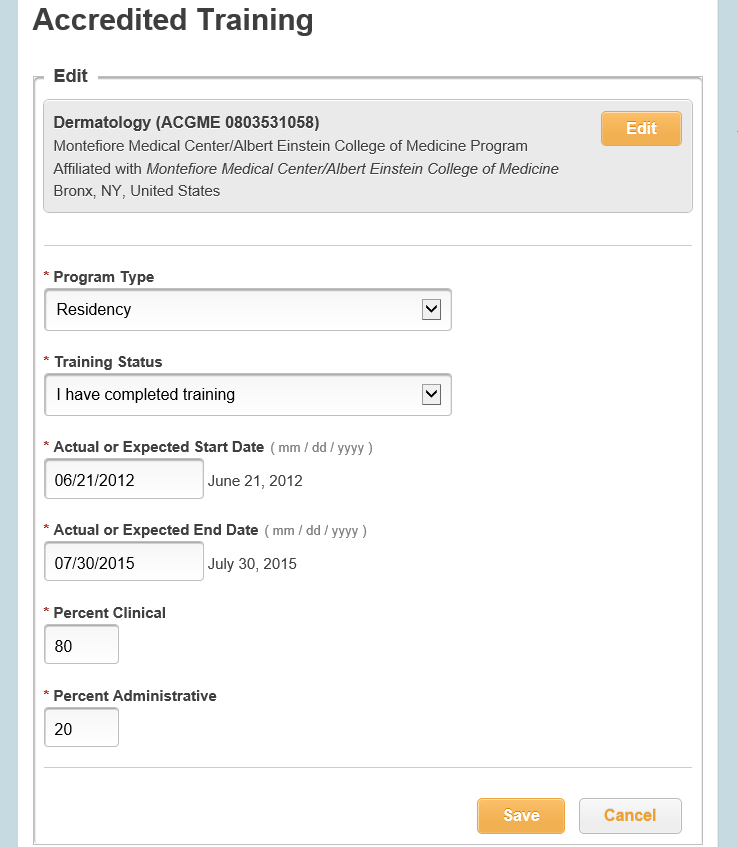 Accredited Training
Edit
Dermatology (ACGME 0803531058)
Edit
Montefiore Medical Center/Albert Einstein College of Medicine Program
Affiliated with Montefiore Medical Center/Albert Einstein College of Medicine
Bronx, NY, United States
* Program Type
Residency
* Training Status
I have completed training
* Actual or Expected Start Date ( mm / dd / yyyy )
06/21/2012 June 21, 2012
* Actual or Expected End Date ( mm / dd / yyyy )
07/30/2015 July 30, 2015
* Percent Clinical
80
* Percent Administrative
20
Save Cancel